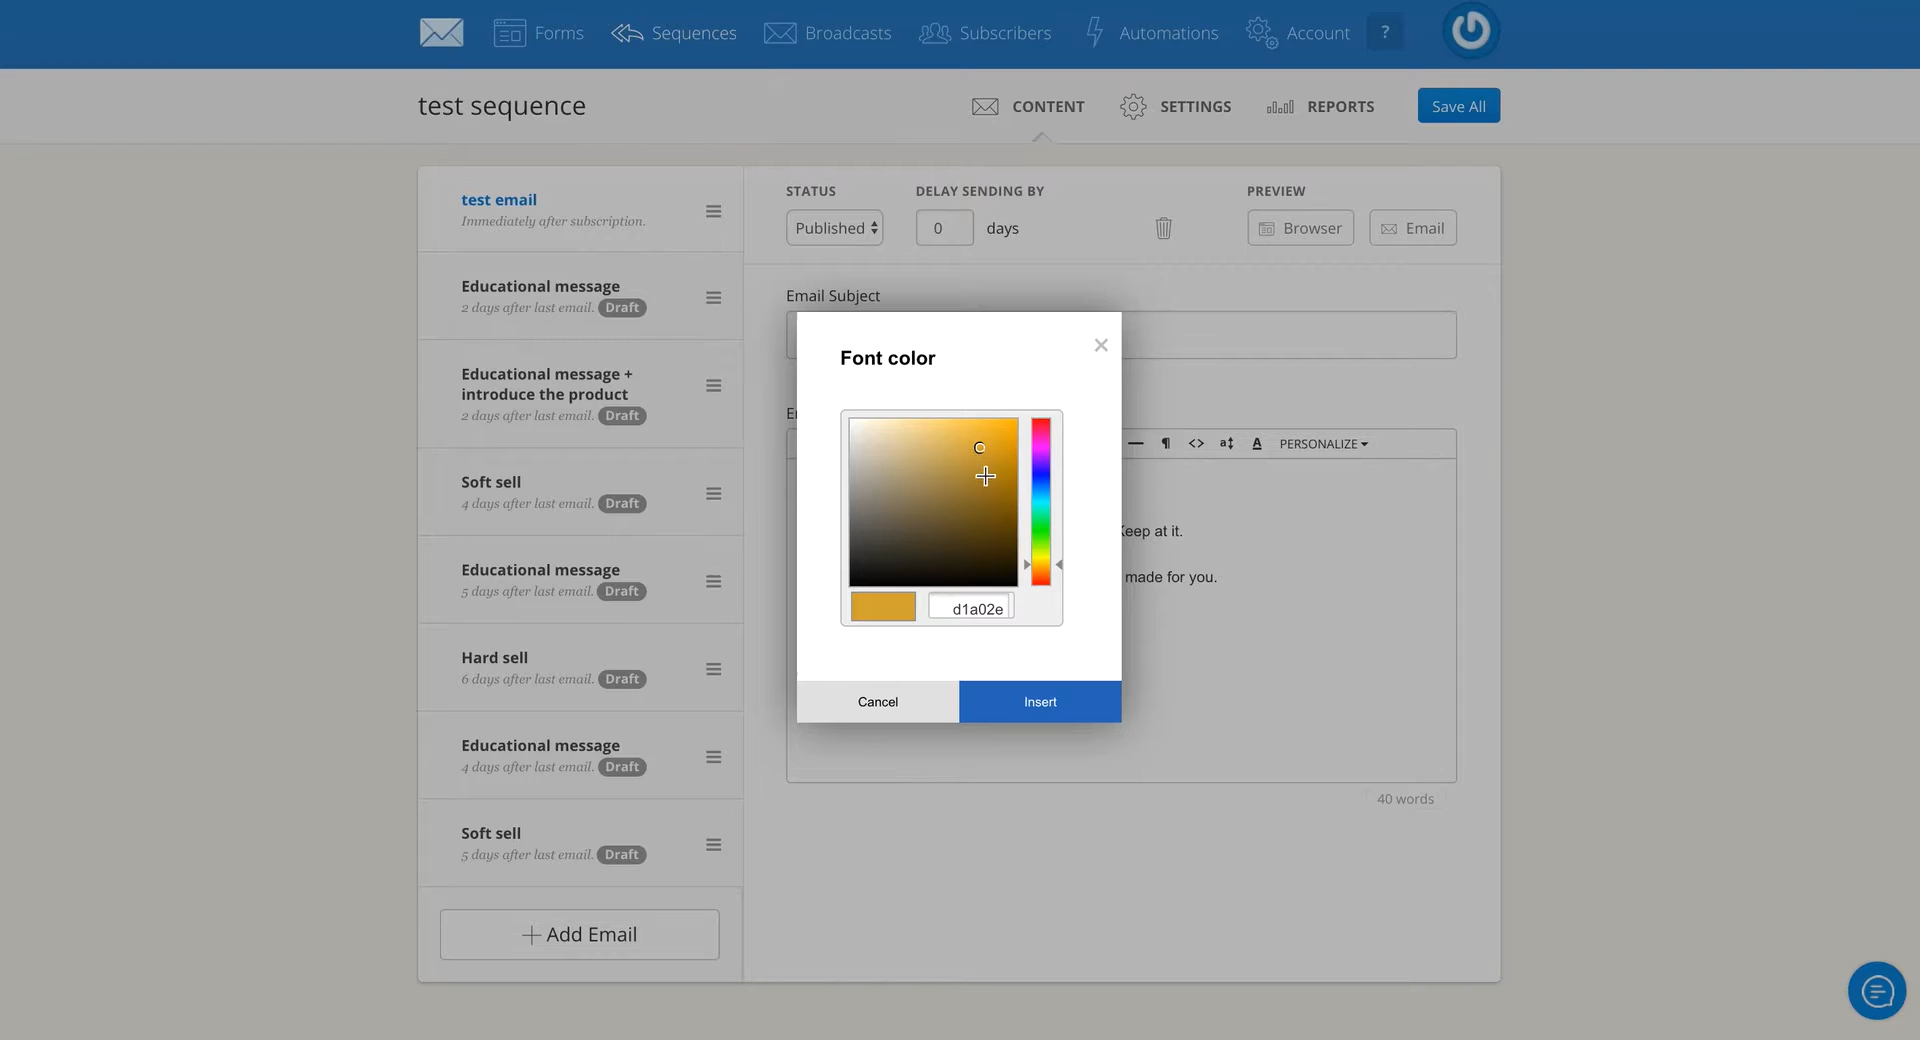 Forms Sequences Broadcasts Subscribers Automations Account ?
test sequence
CONTENT SETTINGS REPORTS Save All
test email
Immediately after subscription.
Educational message
2 days after last email. Draft
Educational message +
introduce the product
2 days after last email. Draft
Soft sell
4 days after last email. Draft
Educational message
5 days after last email. Draft
Hard sell
6 days after last email. Draft
Educational message
4 days after last email. Draft
Soft sell
5 days after last email. Draft
Add Email
STATUS DELAY SENDING BY PREVIEW
Published 0 days Browser Email
Email Subject
PERSONALIZE
Keep at it.
made for you.
40 words
Font color
d1a02e
Cancel Insert